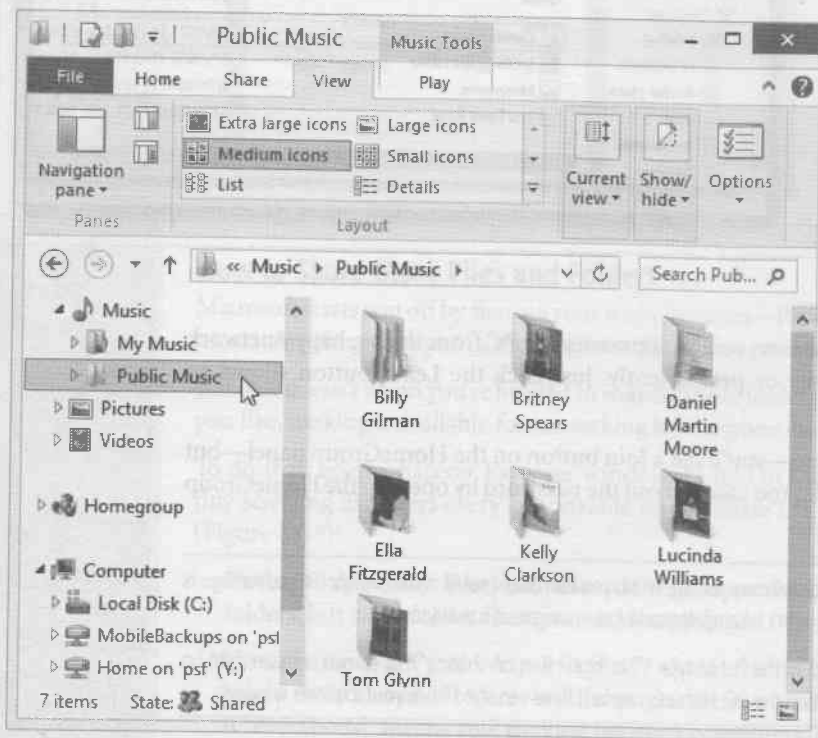 Public Music
Music Tools
File Home Share View Play
Extra large icons Large icons
Medium icons Small icons
List Details
Navigation pane
Current view
Show/ hide
Options
Panes
Layout
« Music Public Music
Search Pub...
Music
My Music
Public Music
Pictures
Videos
Homegroup
Computer
Local Disk (C:)
MobileBackups on 'psf
Home on 'psf' (Y:)
Billy
Gilman
Britney
Spears
Daniel
Martin
Moore
Ella
Fitzgerald
Kelly
Clarkson
Lucinda
Williams
Tom Glynn
7 items State: Shared